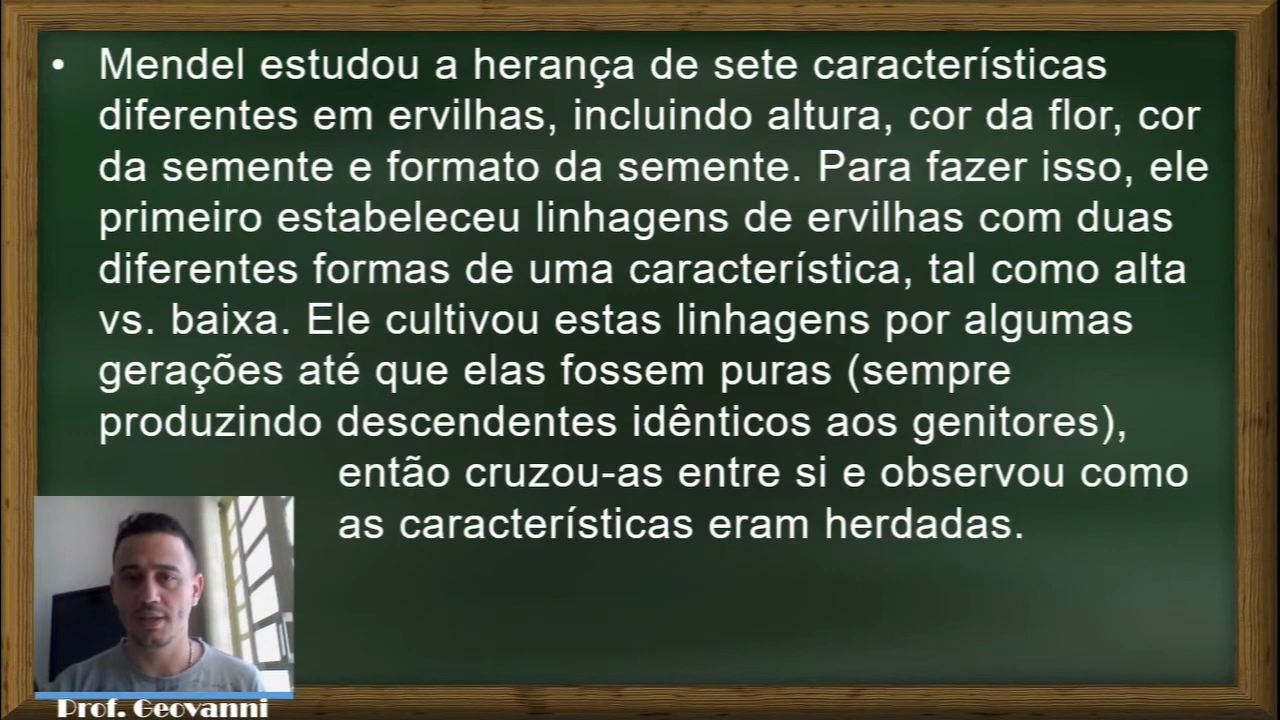 • Mendel estudou a herança de sete características
diferentes em ervilhas, incluindo altura, cor da flor, cor
da semente e formato da semente. Para fazer isso, ele
primeiro estabeleceu linhagens de ervilhas com duas
diferentes formas de uma característica, tal como alta
vs. baixa. Ele cultivou estas linhagens por algumas
gerações até que elas fossem puras (sempre
produzindo descendentes idênticos aos genitores),
então cruzou-as entre si e observou como
as características eram herdadas.
Prof. Geovanni